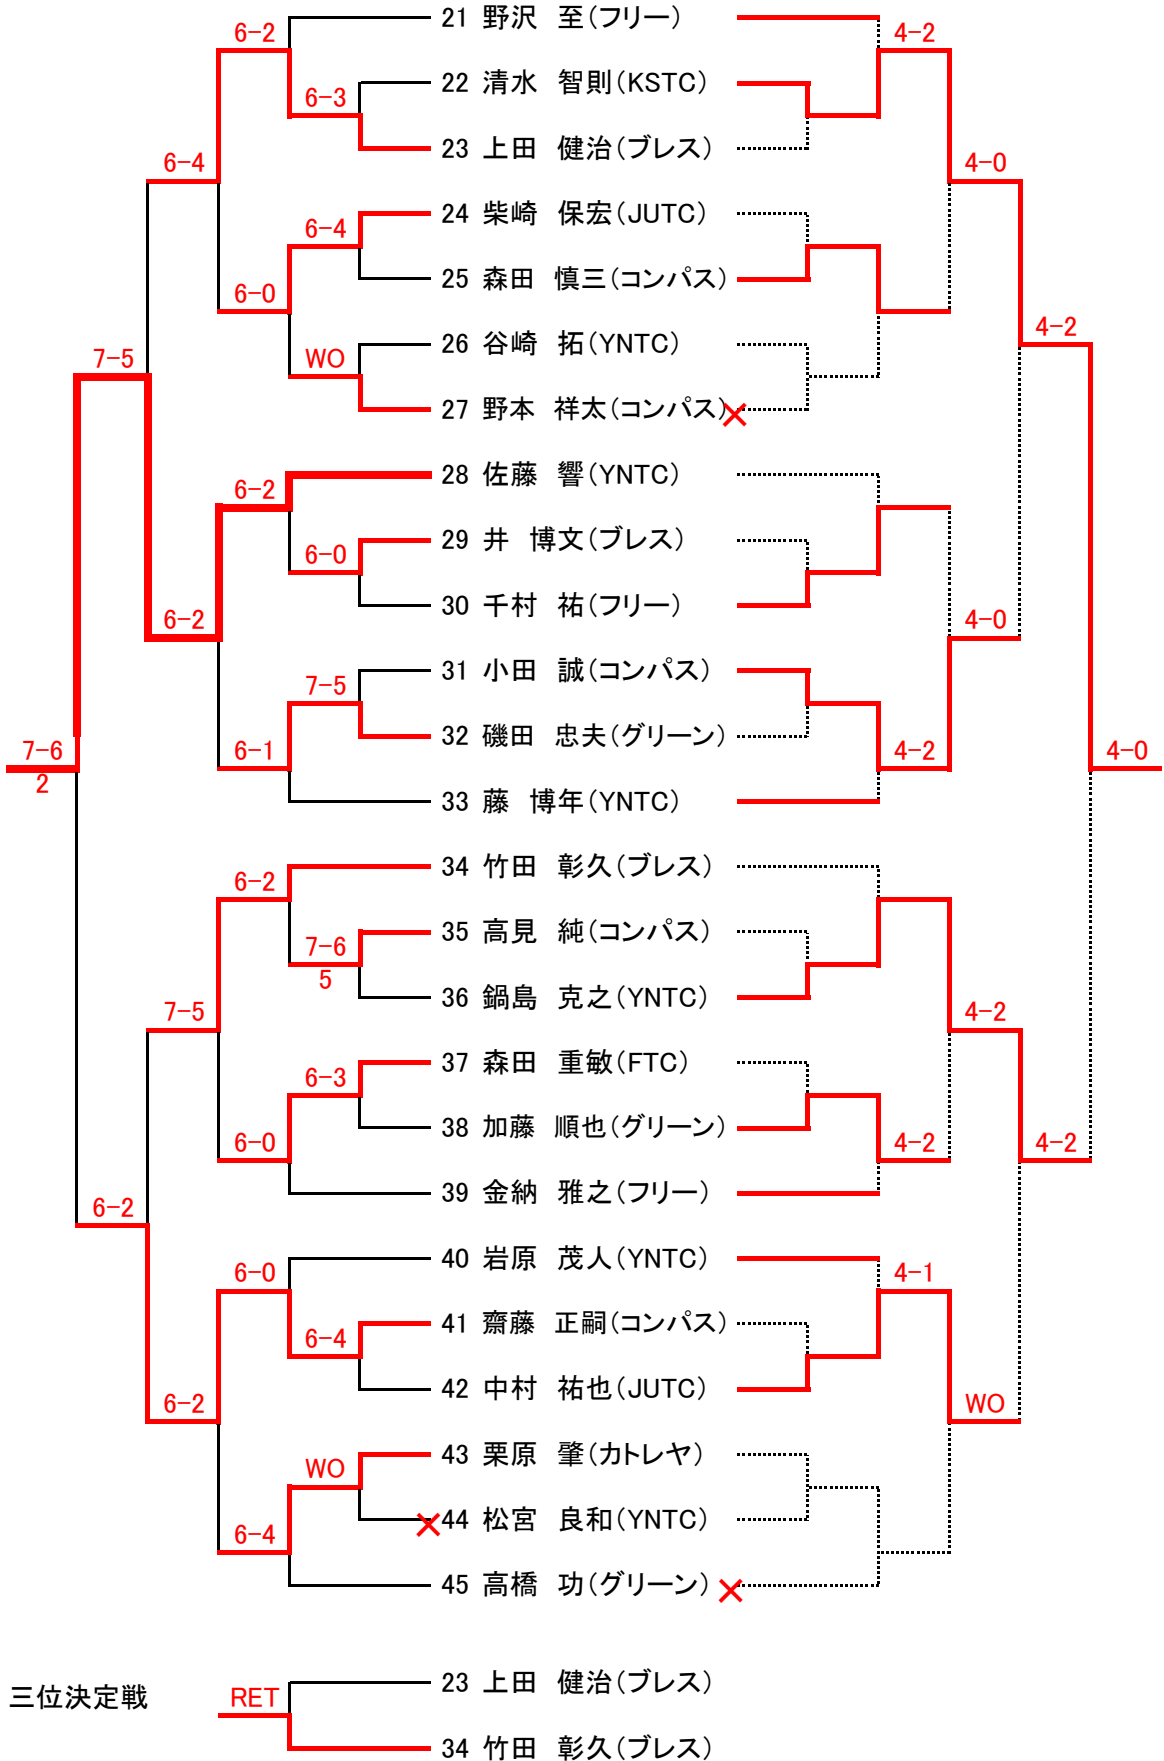 21 野沢　至(フリー)
6-2 4-2
22 清水　智則(KSTC)
6-3
23 上田　健治(ブレス)
6-4 4-0
24 柴崎　保宏(JUTC)
6-4
25 森田　慎三(コンパス)
6-0
4-2
26 谷崎　拓(YNTC)
7-5 WO
27 野本　祥太(コンパス)
28 佐藤　響(YNTC)
6-2
29 井　博文(ブレス)
6-0
30 千村　祐(フリー)
6-2 4-0
31 小田　誠(コンパス)
7-5
32 磯田　忠夫(グリーン)
7-6 6-1 4-2 4-0
2
33 藤　博年(YNTC)
34 竹田　彰久(ブレス)
6-2
35 高見　純(コンパス)
7-6
5
36 鍋島　克之(YNTC)
7-5 4-2
37 森田　重敏(FTC)
6-3
38 加藤　順也(グリーン)
6-0 4-2 4-2
39 金納　雅之(フリー)
6-2
40 岩原　茂人(YNTC)
6-0 4-1
41 齋藤　正嗣(コンパス)
6-4
42 中村　祐也(JUTC)
6-2 WO
43 栗原　肇(カトレヤ)
WO
44 松宮　良和(YNTC)
6-4
45 高橋　功(グリーン)
23 上田　健治(ブレス)
三位決定戦 RET
34 竹田　彰久(ブレス)